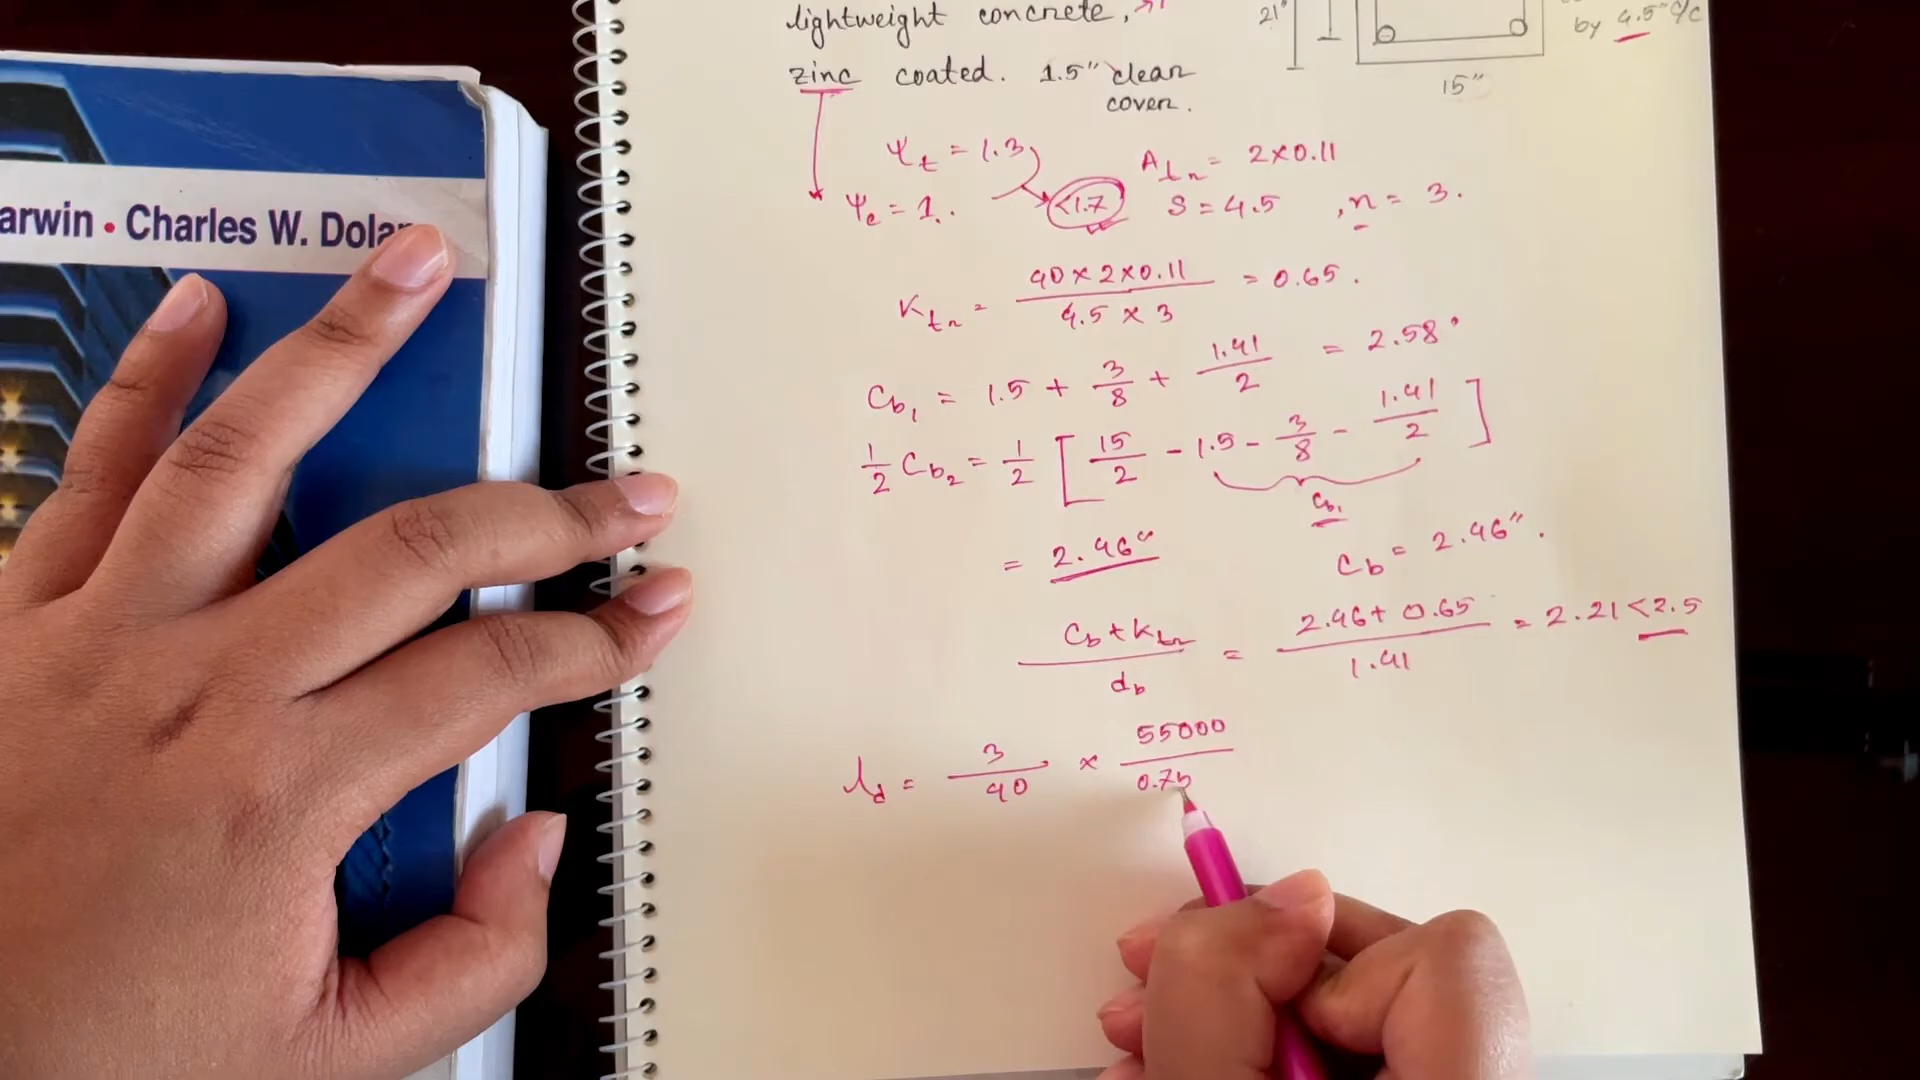 arwin • Charles W. Dolan
lightweight concrete,
21"
by 4.5" c/c
zinc coated. 1.5" clear
cover.
15"
Ψt = 1.3
Atr = 2×0.11
Ψe = 1.
<1.7
S = 4.5 , n = 3.
Ktr = 40×2×0.11 / 4.5 × 3 = 0.65.
Cb1 = 1.5 + 3/8 + 1.41/2 = 2.58"
1/2 Cb2 = 1/2 [ 15/2 - 1.5 - 3/8 - 1.41/2 ]
Cb1
= 2.46"
Cb = 2.46".
Cb + Ktr / db = 2.46 + 0.65 / 1.41 = 2.21 < 2.5
ld = 3/40 × 55000/0.75